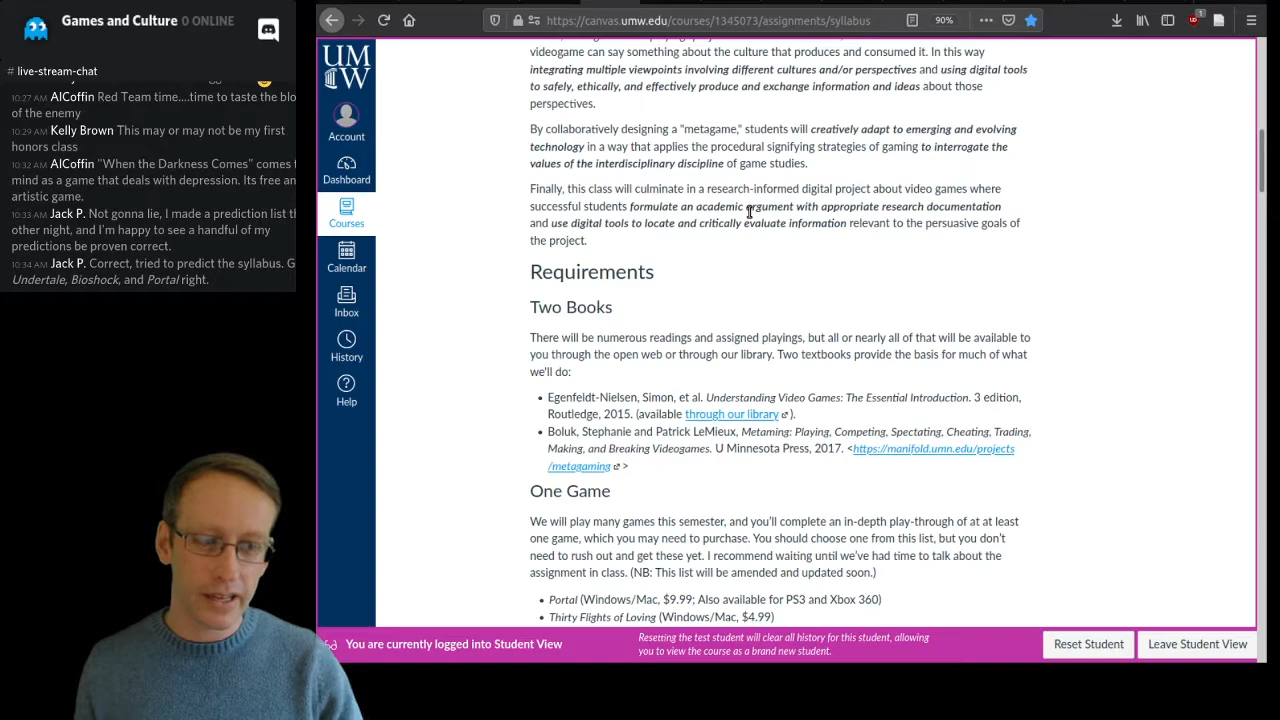 Games and Culture 0 ONLINE
# live-stream-chat
10:27 AM AlCoffin Red Team time....time to taste the blo
of the enemy
10:29 AM Kelly Brown This may or may not be my first
honors class
10:32 AM AlCoffin "When the Darkness Comes" comes t
mind as a game that deals with depression. Its free an
artistic game.
10:33 AM Jack P. Not gonna lie, I made a prediction list th
other night, and I'm happy to see a handful of my
predictions be proven correct.
10:34 AM Jack P. Correct, tried to predict the syllabus. G
Undertale, Bioshock, and Portal right.
https://canvas.umw.edu/courses/1345073/assignments/syllabus
90%
1
UM
W
Account
Dashboard
Courses
Calendar
Inbox
History
Help
videogame can say something about the culture that produces and consumed it. In this way
integrating multiple viewpoints involving different cultures and/or perspectives and using digital tools
to safely, ethically, and effectively produce and exchange information and ideas about those
perspectives.
By collaboratively designing a "metagame," students will creatively adapt to emerging and evolving
technology in a way that applies the procedural signifying strategies of gaming to interrogate the
values of the interdisciplinary discipline of game studies.
Finally, this class will culminate in a research-informed digital project about video games where
successful students formulate an academic argument with appropriate research documentation
and use digital tools to locate and critically evaluate information relevant to the persuasive goals of
the project.
Requirements
Two Books
There will be numerous readings and assigned playings, but all or nearly all of that will be available to
you through the open web or through our library. Two textbooks provide the basis for much of what
we'll do:
• Egenfeldt-Nielsen, Simon, et al. Understanding Video Games: The Essential Introduction. 3 edition,
Routledge, 2015. (available through our library ).
• Boluk, Stephanie and Patrick LeMieux, Metaming: Playing, Competing, Spectating, Cheating, Trading,
Making, and Breaking Videogames. U Minnesota Press, 2017. <https://manifold.umn.edu/projects
/metagaming >
One Game
We will play many games this semester, and you'll complete an in-depth play-through of at at least
one game, which you may need to purchase. You should choose one from this list, but you don't
need to rush out and get these yet. I recommend waiting until we've had time to talk about the
assignment in class. (NB: This list will be amended and updated soon.)
• Portal (Windows/Mac, $9.99; Also available for PS3 and Xbox 360)
• Thirty Flights of Loving (Windows/Mac, $4.99)
You are currently logged into Student View
Resetting the test student will clear all history for this student, allowing
you to view the course as a brand new student.
Reset Student
Leave Student View